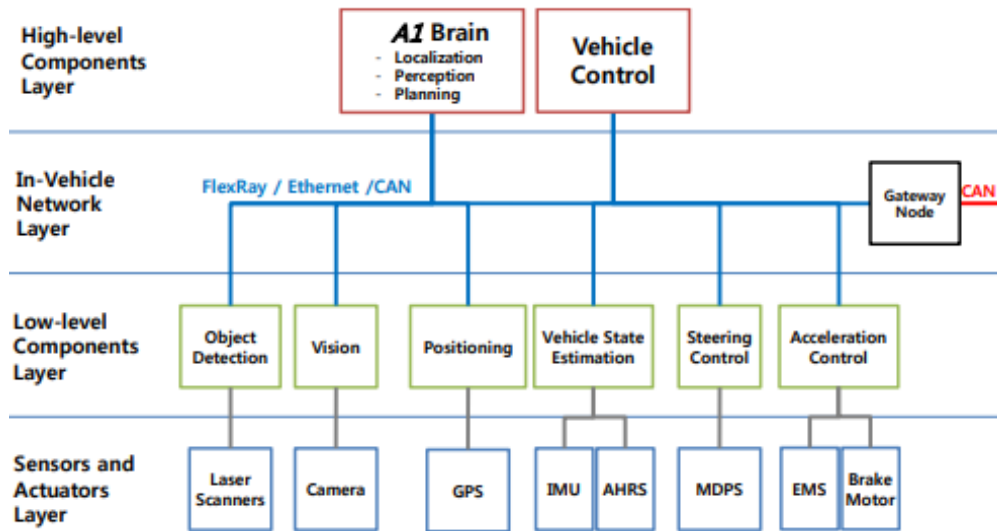 High-level
Components
Layer
A1 Brain
- Localization
- Perception
- Planning
Vehicle
Control
In-Vehicle
Network
Layer
FlexRay / Ethernet /CAN
Gateway
Node
CAN
Low-level
Components
Layer
Object
Detection
Vision
Positioning
Vehicle State
Estimation
Steering
Control
Acceleration
Control
Sensors and
Actuators
Layer
Laser
Scanners
Camera
GPS
IMU
AHRS
MDPS
EMS
Brake
Motor